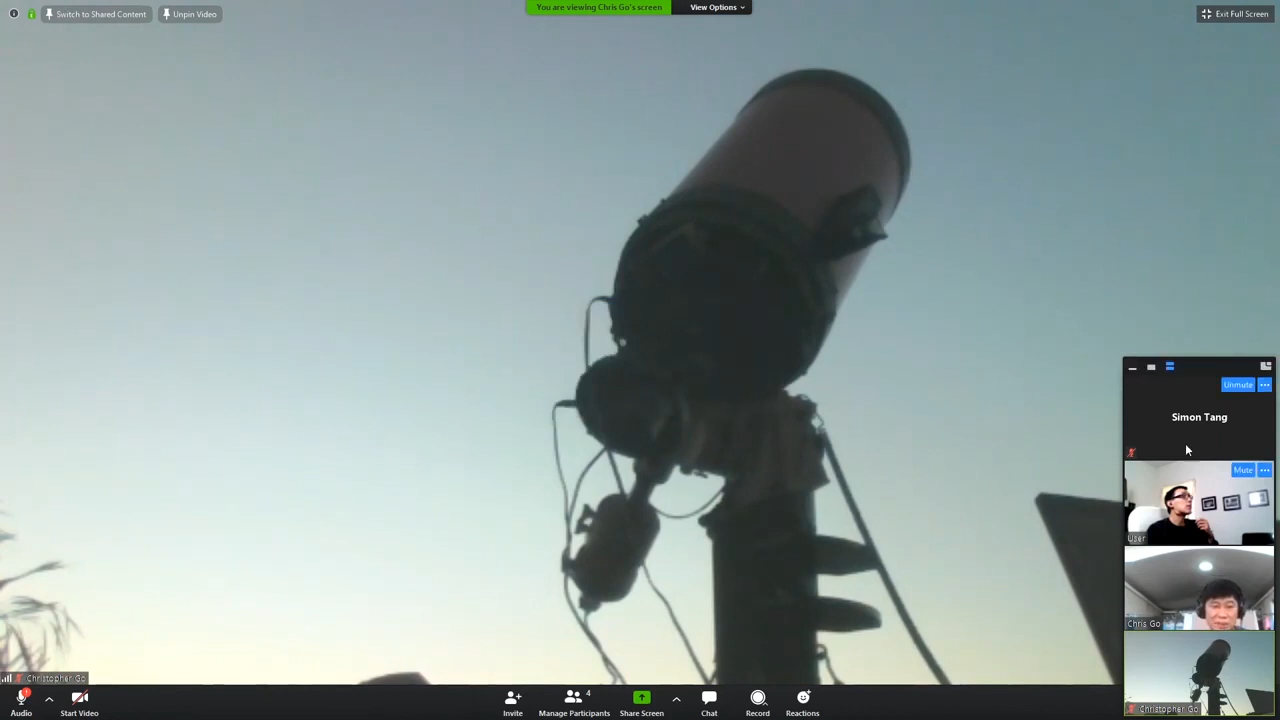 Switch to Shared Content
Unpin Video
You are viewing Chris Go's screen
View Options
Exit Full Screen
Unmute
Simon Tang
Mute
User
Chris Go
Christopher Go
Christopher Go
Audio
Start Video
Invite
4
Manage Participants
Share Screen
Chat
Record
Reactions